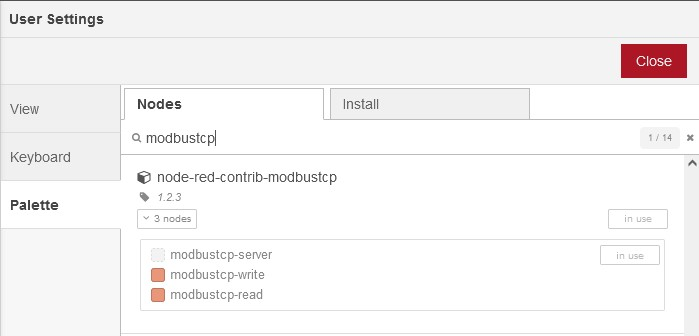 User Settings
Close
View
Keyboard
Palette
Nodes
Install
modbustcp
1 / 14
node-red-contrib-modbustcp
1.2.3
3 nodes
in use
modbustcp-server
in use
modbustcp-write
modbustcp-read